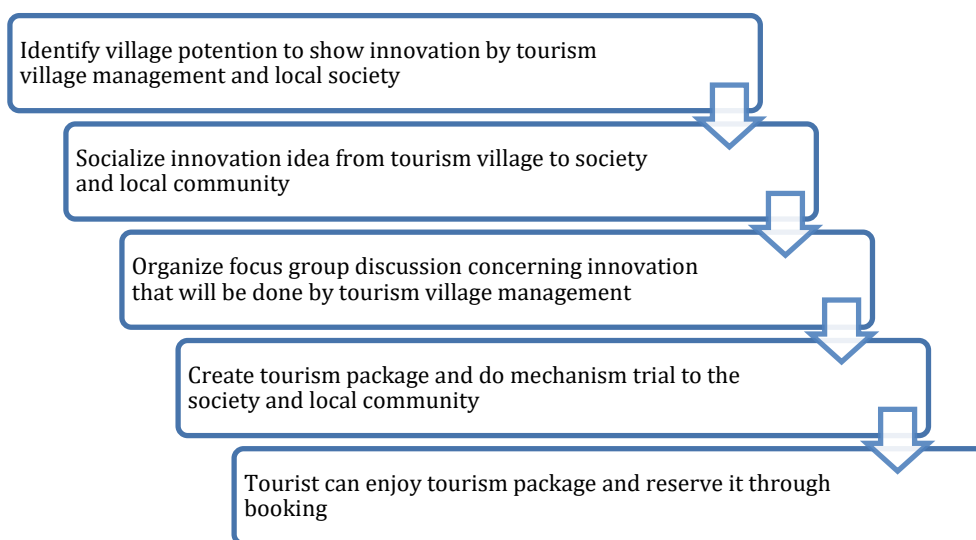 Identify village potention to show innovation by tourism
village management and local society
Socialize innovation idea from tourism village to society
and local community
Organize focus group discussion concerning innovation
that will be done by tourism village management
Create tourism package and do mechanism trial to the
society and local community
Tourist can enjoy tourism package and reserve it through
booking